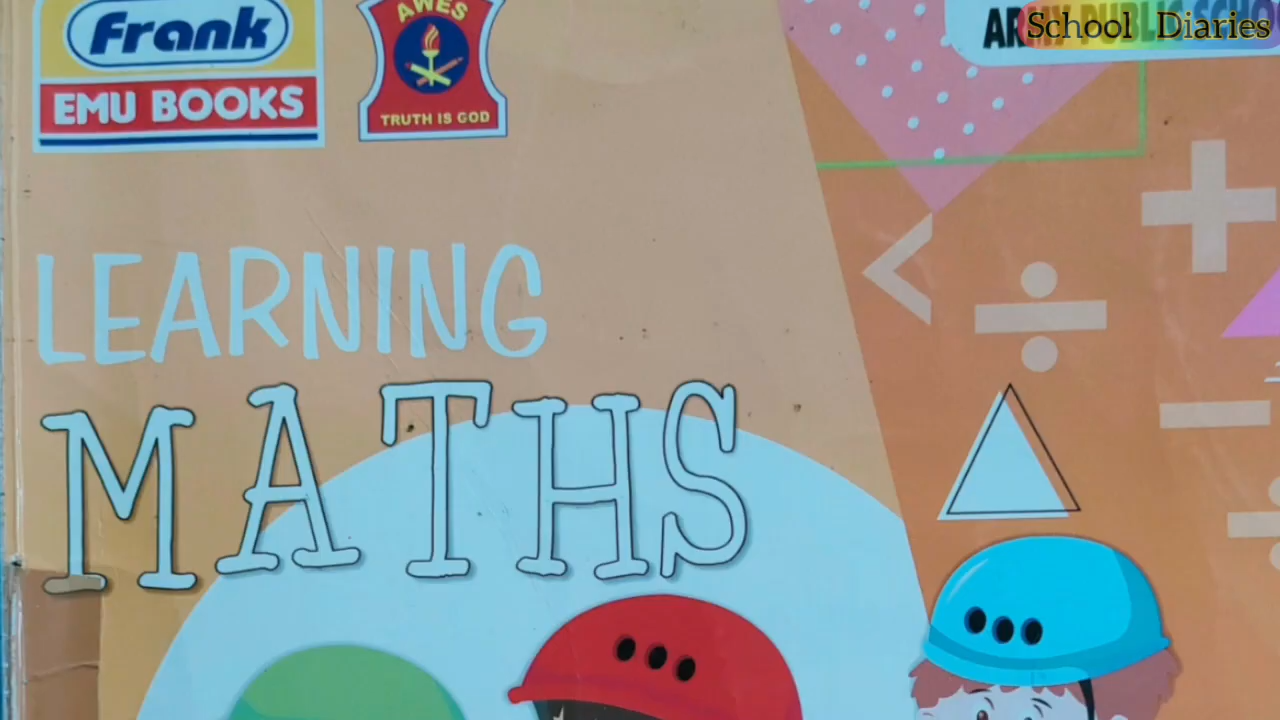 Frank
EMU BOOKS
AWES
TRUTH IS GOD
School Diaries
LEARNING
MATHS